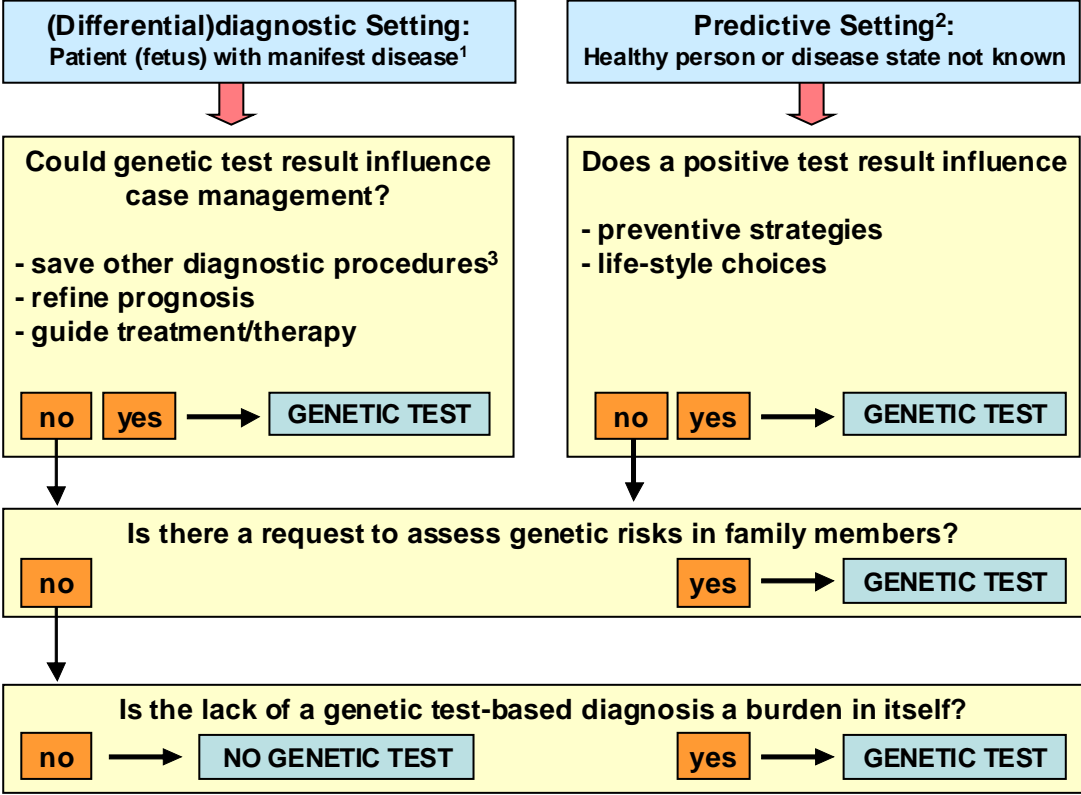 (Differential)diagnostic Setting:
Patient (fetus) with manifest disease¹
Predictive Setting²:
Healthy person or disease state not known
Could genetic test result influence
case management?
- save other diagnostic procedures³
- refine prognosis
- guide treatment/therapy
no yes GENETIC TEST
Does a positive test result influence
- preventive strategies
- life-style choices
no yes GENETIC TEST
Is there a request to assess genetic risks in family members?
no yes GENETIC TEST
Is the lack of a genetic test-based diagnosis a burden in itself?
no NO GENETIC TEST yes GENETIC TEST